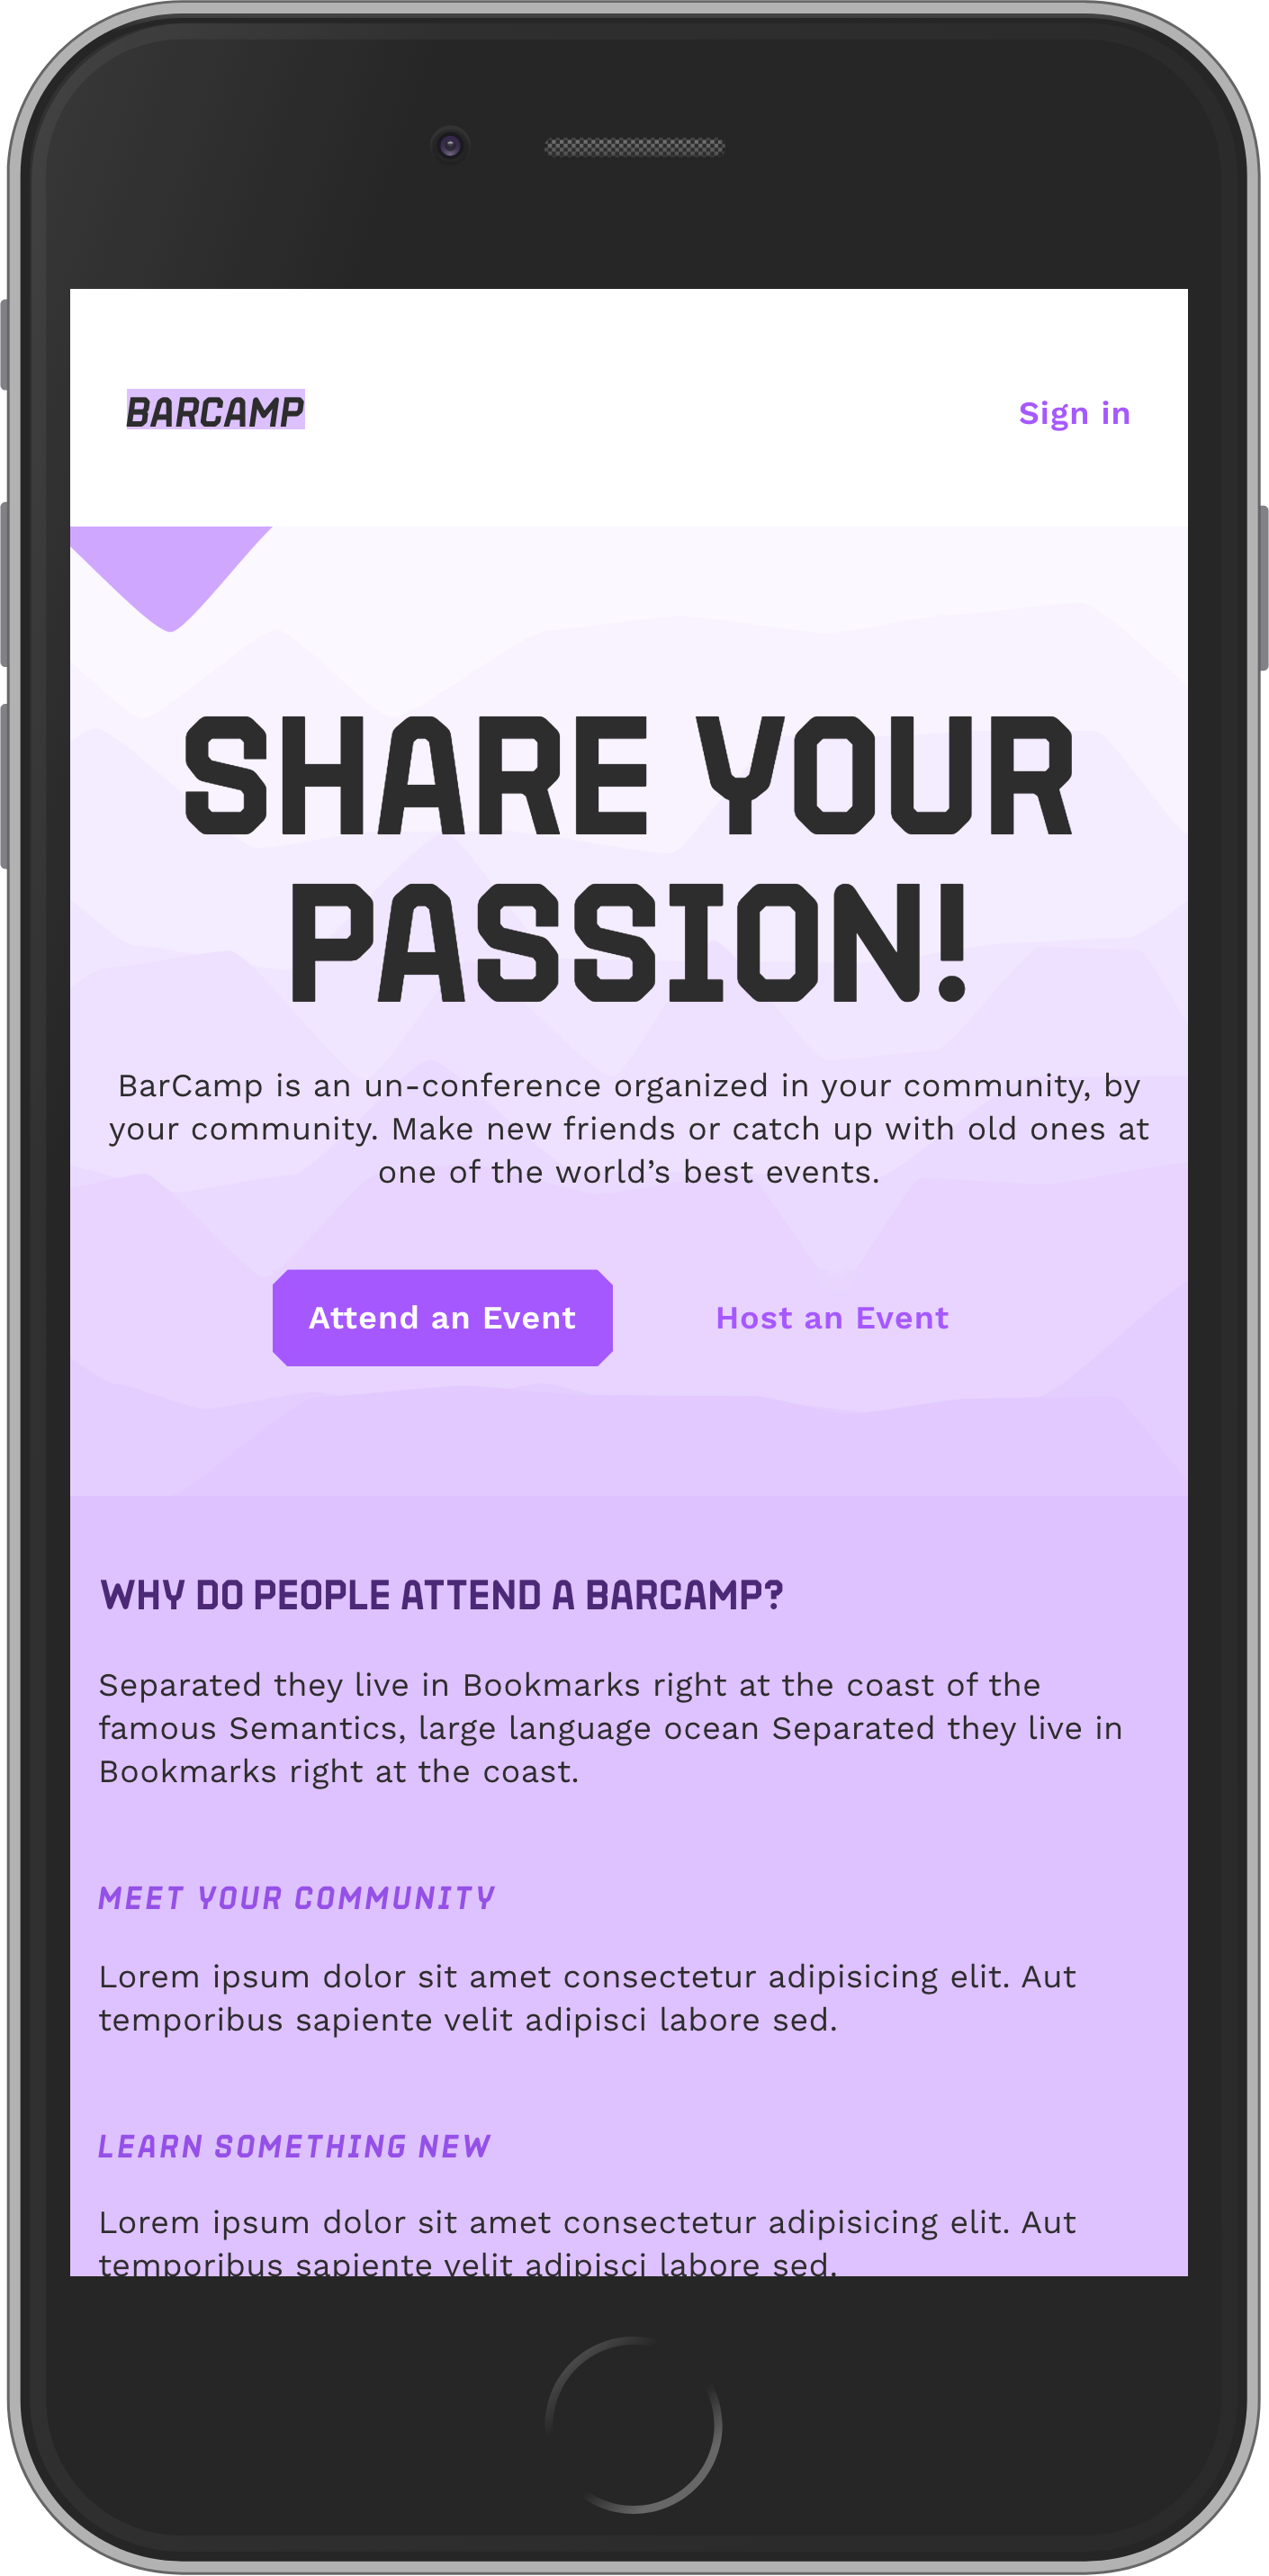 BARCAMP
Sign in
SHARE YOUR
PASSION!
BarCamp is an un-conference organized in your community, by
your community. Make new friends or catch up with old ones at
one of the world’s best events.
Attend an Event
Host an Event
WHY DO PEOPLE ATTEND A BARCAMP?
Separated they live in Bookmarks right at the coast of the
famous Semantics, large language ocean Separated they live in
Bookmarks right at the coast.
MEET YOUR COMMUNITY
Lorem ipsum dolor sit amet consectetur adipisicing elit. Aut
temporibus sapiente velit adipisci labore sed.
LEARN SOMETHING NEW
Lorem ipsum dolor sit amet consectetur adipisicing elit. Aut
temporibus sapiente velit adipisci labore sed.